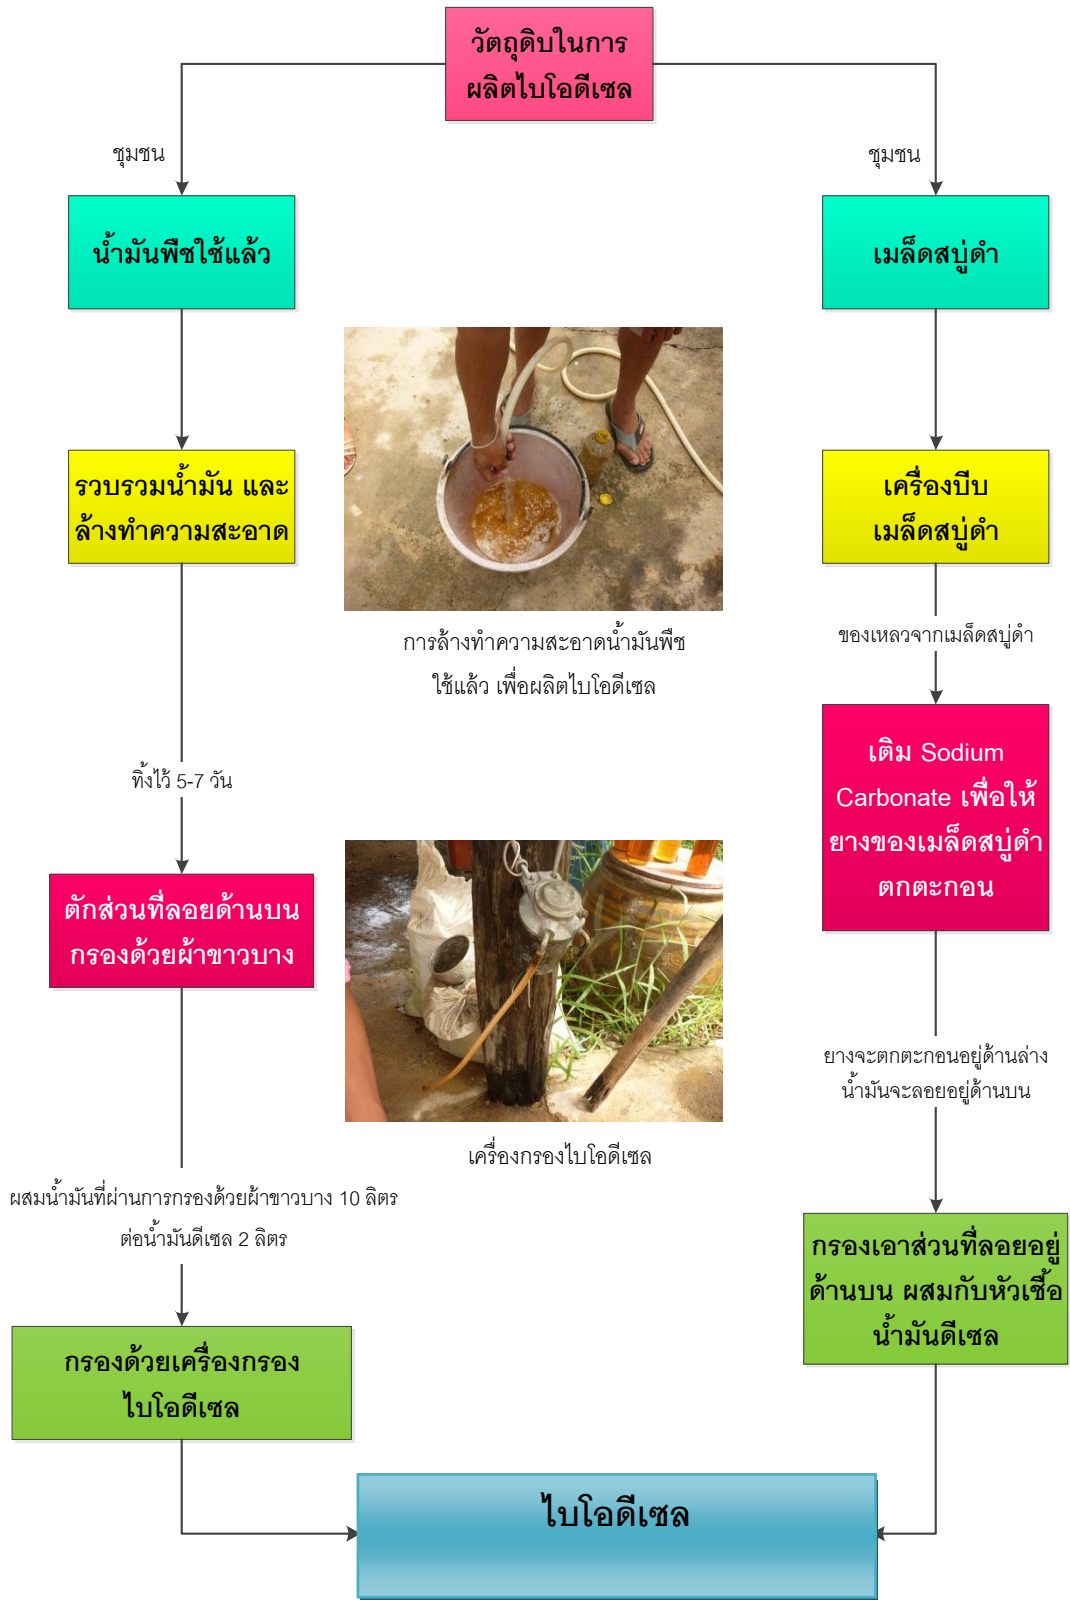 วัตถุดิบในการ
ผลิตไบโอดีเซล
ชุมชน
ชุมชน
น้ำมันพืชใช้แล้ว
เมล็ดสบู่ดำ
รวบรวมน้ำมัน และ
ล้างทำความสะอาด
เครื่องบีบ
เมล็ดสบู่ดำ
การล้างทำความสะอาดน้ำมันพืช
ใช้แล้ว เพื่อผลิตไบโอดีเซล
ของเหลวจากเมล็ดสบู่ดำ
ทิ้งไว้ 5-7 วัน
เติม Sodium
Carbonate เพื่อให้
ยางของเมล็ดสบู่ดำ
ตกตะกอน
ตักส่วนที่ลอยด้านบน
กรองด้วยผ้าขาวบาง
เครื่องกรองไบโอดีเซล
ยางจะตกตะกอนอยู่ด้านล่าง
น้ำมันจะลอยอยู่ด้านบน
ผสมน้ำมันที่ผ่านการกรองด้วยผ้าขาวบาง 10 ลิตร
ต่อน้ำมันดีเซล 2 ลิตร
กรองเอาส่วนที่ลอยอยู่
ด้านบน ผสมกับหัวเชื้อ
น้ำมันดีเซล
กรองด้วยเครื่องกรอง
ไบโอดีเซล
ไบโอดีเซล